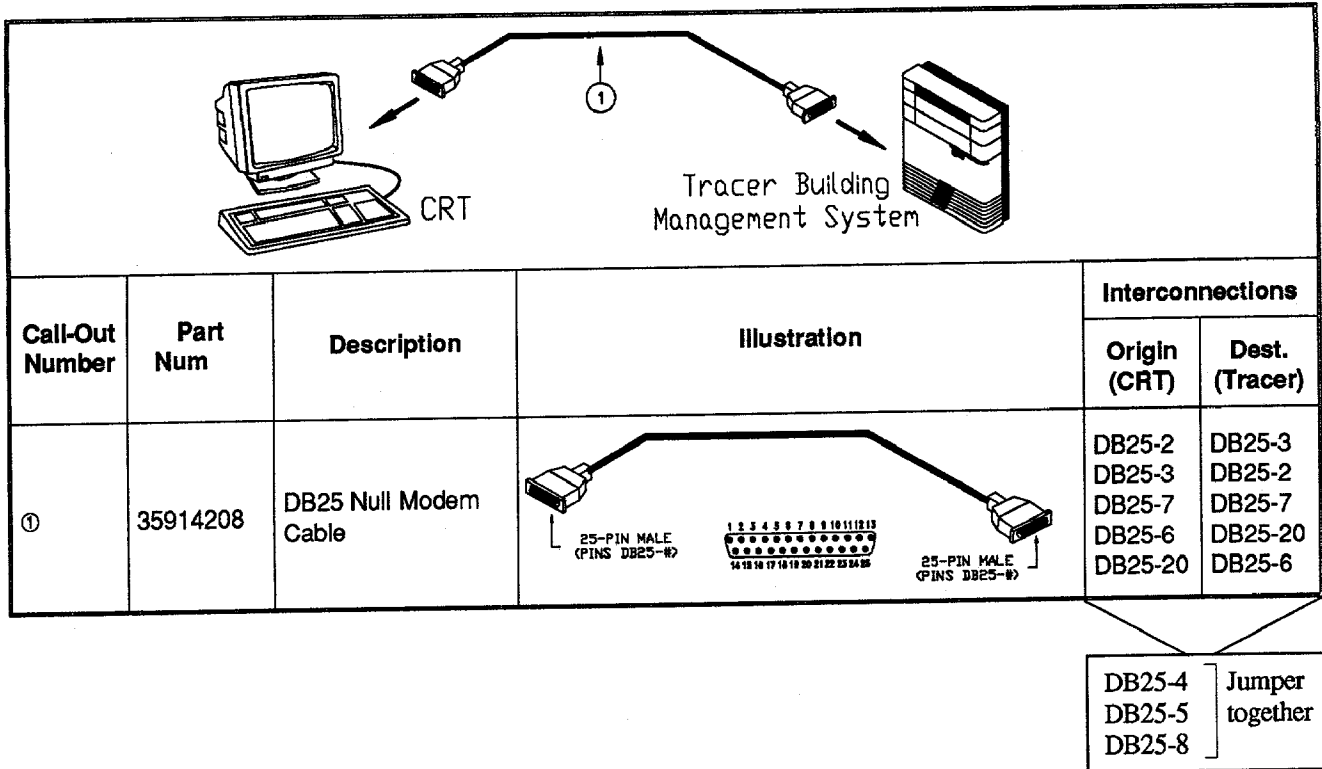 1
CRT
Tracer Building
Management System
Call-Out
Number
Part
Num
Description
Illustration
Interconnections
Origin
(CRT)
Dest.
(Tracer)
①
35914208
DB25 Null Modem
Cable
25-PIN MALE
(PINS DB25-#)
1 2 3 4 5 6 7 8 9 10 11 12 13
14 15 16 17 18 19 20 21 22 23 24 25
25-PIN MALE
(PINS DB25-#)
DB25-2 DB25-3
DB25-3 DB25-2
DB25-7 DB25-7
DB25-6 DB25-20
DB25-20 DB25-6
DB25-4 Jumper
DB25-5 together
DB25-8